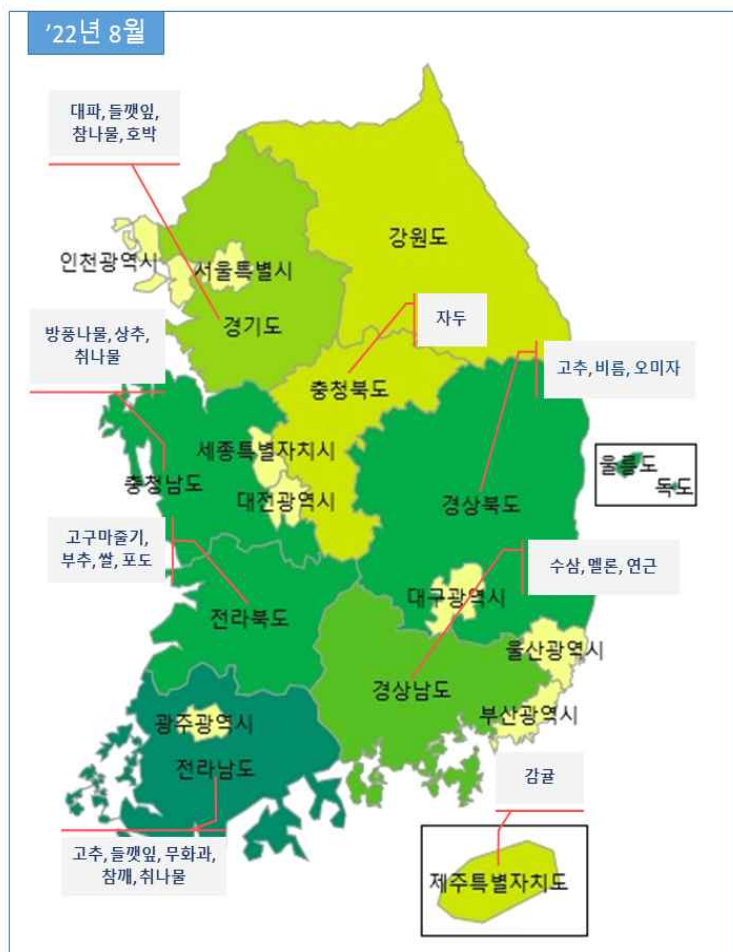 '22년 8월
대파, 들깻잎,
참나물, 호박
강원도
인천광역시
서울특별시
경기도
자두
방풍나물, 상추,
취나물
고추, 비름, 오미자
충청북도
세종특별자치시
울릉도
충청남도
독도
대전광역시
경상북도
고구마줄기,
부추, 쌀, 포도
수삼, 멜론, 연근
대구광역시
전라북도
울산광역시
경상남도
부산광역시
광주광역시
전라남도
감귤
고추, 들깻잎, 무화과,
참깨, 취나물
제주특별자치도